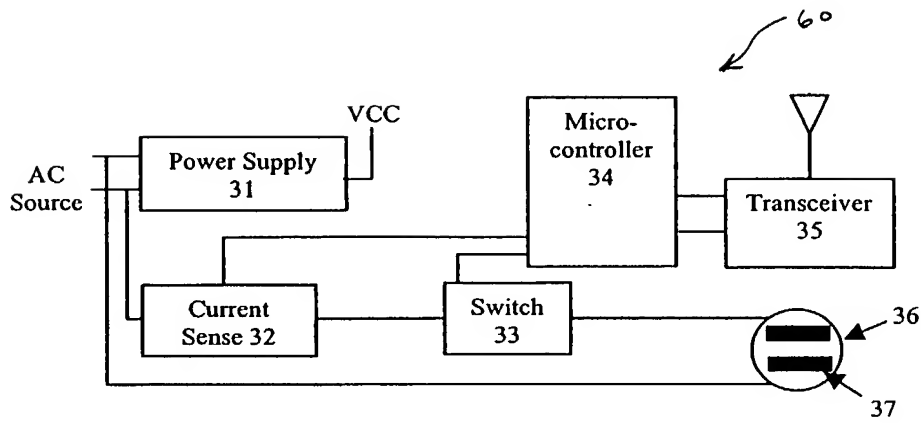 60
VCC
AC
Source
Power Supply
31
Micro-
controller
34
Transceiver
35
Current
Sense 32
Switch
33
36
37